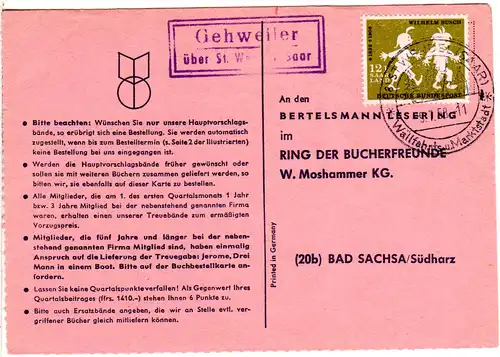 Gehweiler
über St. Wendel Saar
WILHELM BUSCH
12
SAAR
LAND
DEUTSCHE BUNDESPOST
Wallfahrts- u. Marktstadt
● Bitte beachten: Wünschen Sie nur unsere Hauptvorschlags-
bände, so erübrigt sich eine Bestellung. Sie werden automatisch
zugestellt, wenn bis zum Bestelltermin (s. Seite 2 der Illustrierten)
keine Bestellung bei uns eingegangen ist.
● Werden die Hauptvorschlagsbände früher gewünscht oder
sollen sie mit weiteren Büchern zusammen geliefert werden, so
bitten wir, sie ebenfalls auf dieser Karte zu bestellen.
● Alle Mitglieder, die am 1. des ersten Quartalsmonats 1 Jahr
bzw. 3 Jahre Mitglied bei der nebenstehend genannten Firma
waren, erhalten einen unserer Treuebände zum ermäßigten
Vorzugspreis.
● Mitglieder, die fünf Jahre und länger bei der neben-
stehend genannten Firma Mitglied sind, haben einmalig
Anspruch auf die Lieferung der Treuegabe: Jerome, Drei
Mann in einem Boot. Bitte auf der Buchbestellkarte an-
fordern.
● Lassen Sie keine Quartalspunkte verfallen! Als Gegenwert Ihres
Quartalsbeitrages (ffrs. 1410.—) stehen Ihnen 6 Punkte zu.
● Bitte auch Ersatzbände angeben, die wir an Stelle evtl. ver-
griffener Bücher gleich mitliefern können.
Printed in Germany
An den
BERTELSMANN LESERING
im
RING DER BUCHERFREUNDE
W. Moshammer KG.
(20b) BAD SACHSA/Südharz